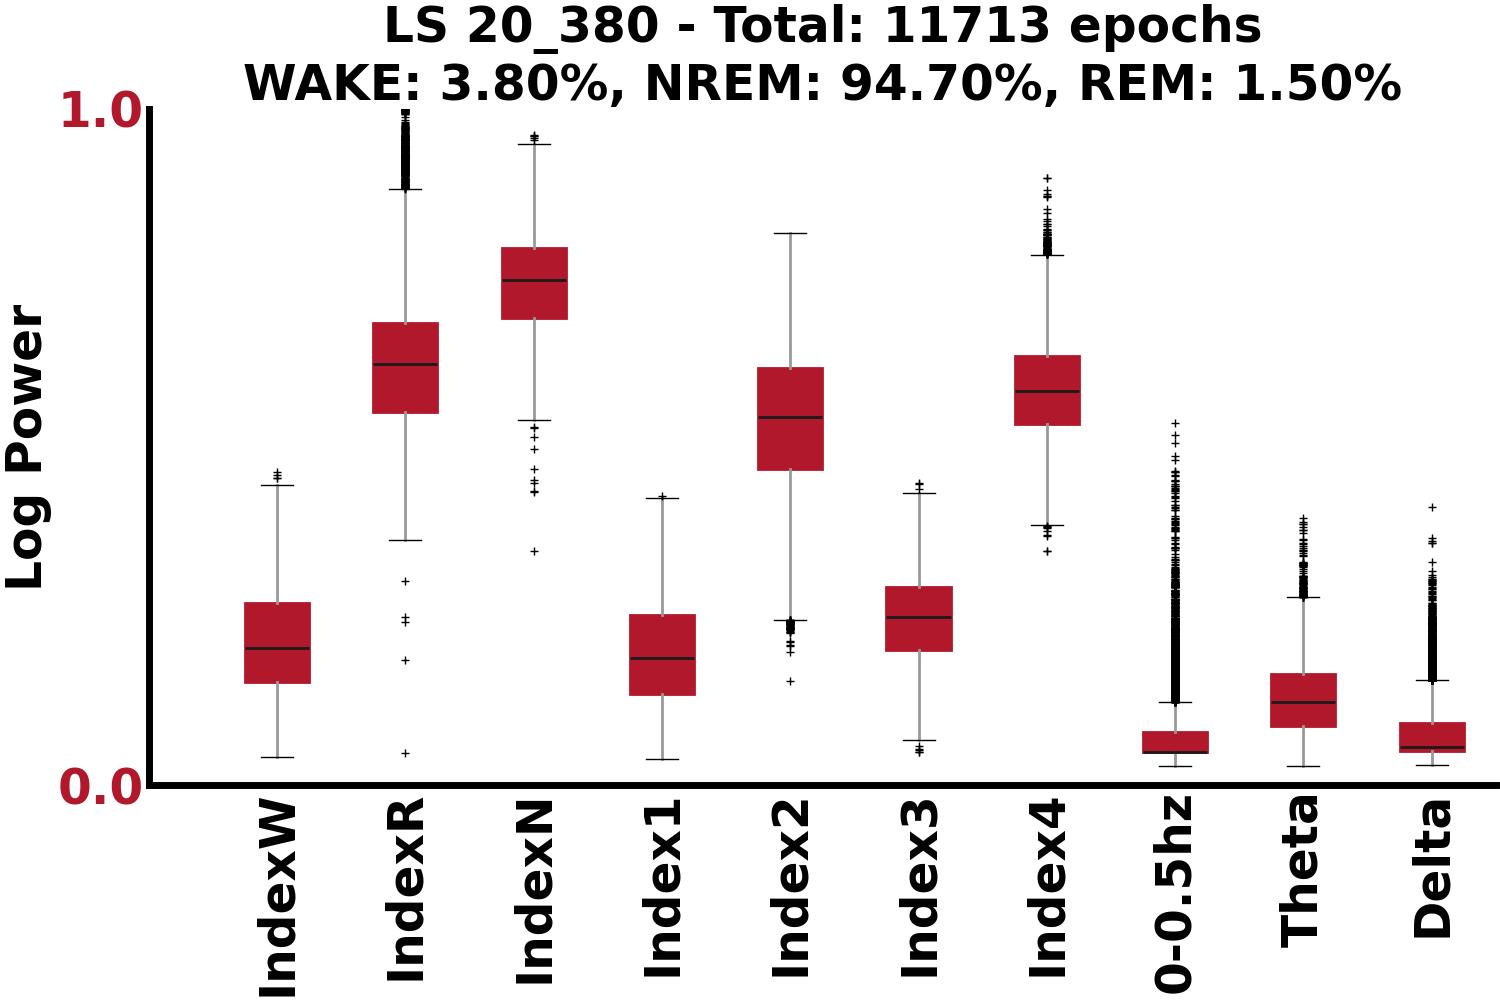 LS 20_380 - Total: 11713 epochs
WAKE: 3.80%, NREM: 94.70%, REM: 1.50%
1.0
Log Power
0.0
IndexW
IndexR
IndexN
Index1
Index2
Index3
Index4
0-0.5hz
Theta
Delta